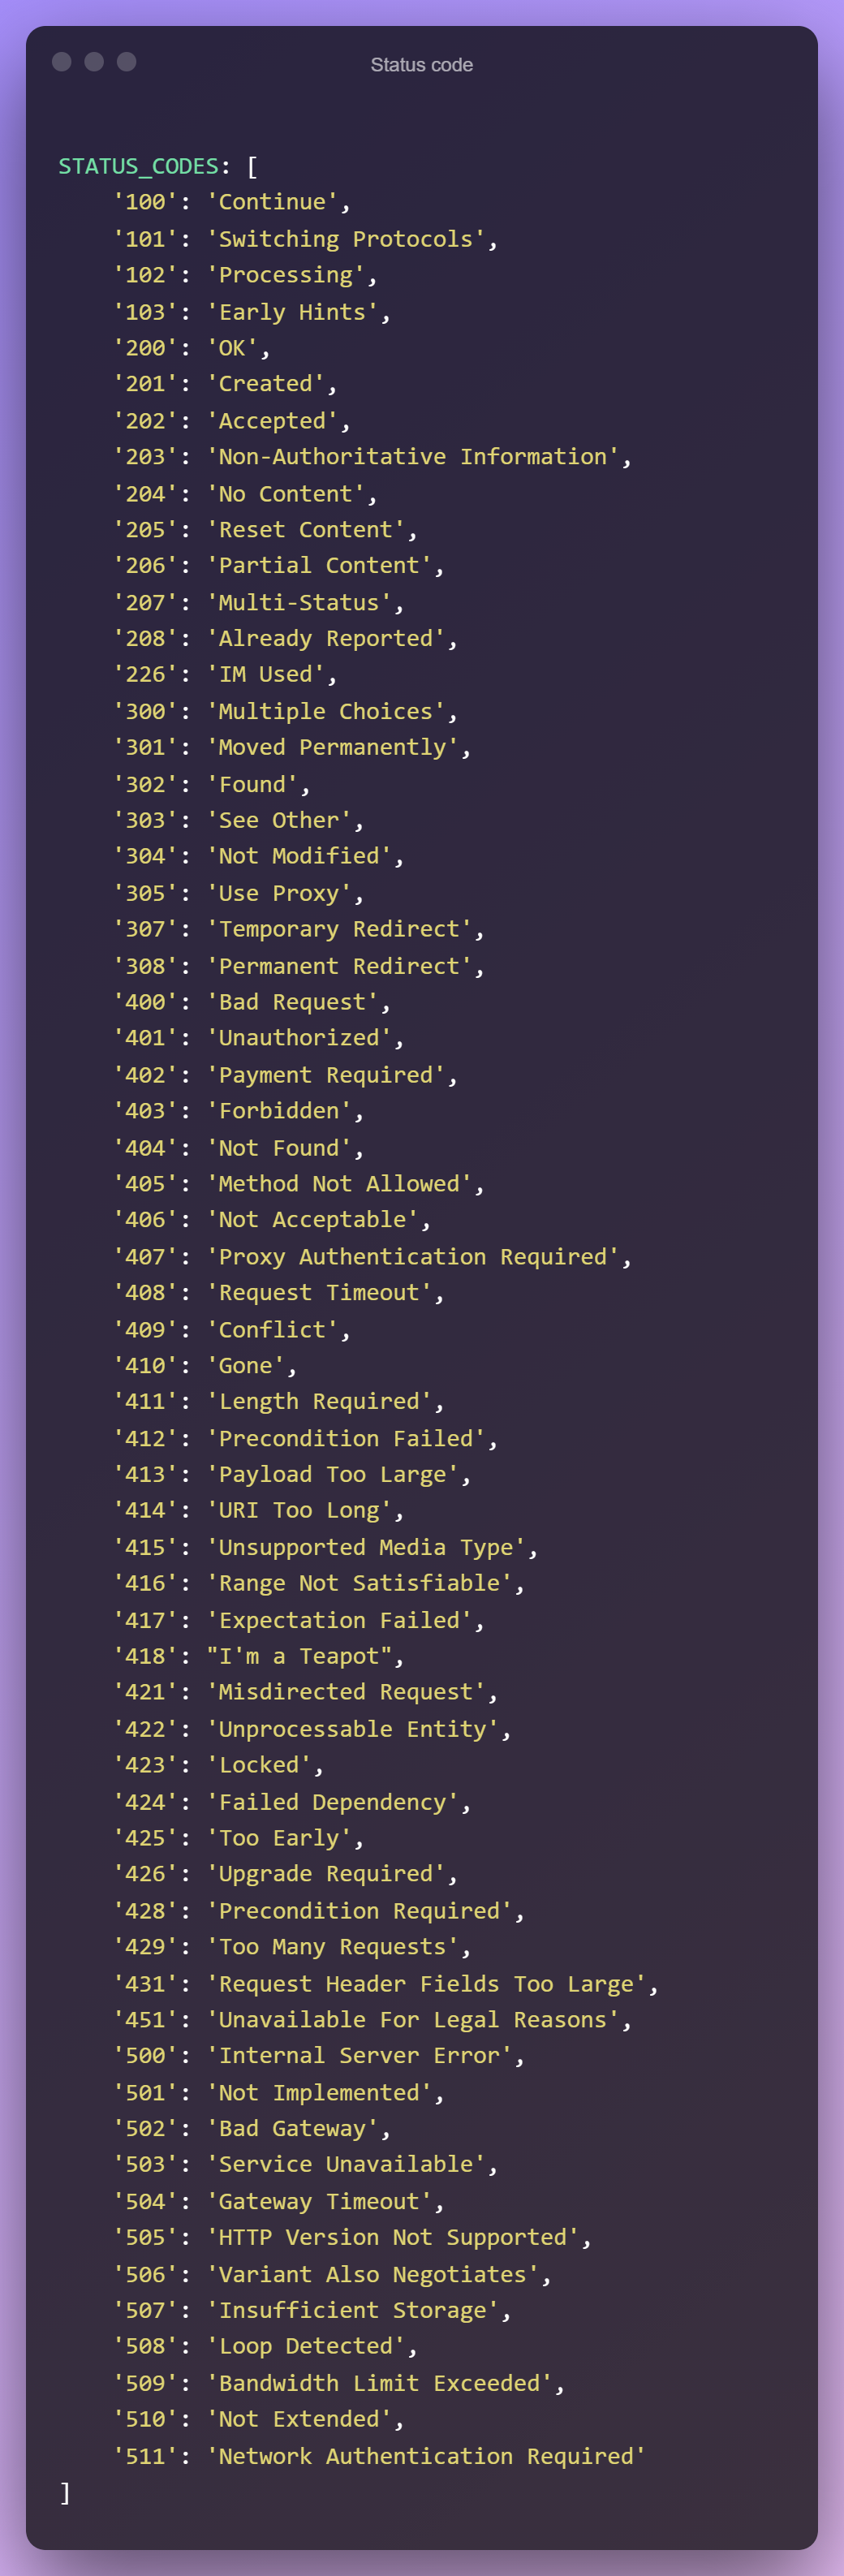 Status code
STATUS_CODES: [
    '100': 'Continue',
    '101': 'Switching Protocols',
    '102': 'Processing',
    '103': 'Early Hints',
    '200': 'OK',
    '201': 'Created',
    '202': 'Accepted',
    '203': 'Non-Authoritative Information',
    '204': 'No Content',
    '205': 'Reset Content',
    '206': 'Partial Content',
    '207': 'Multi-Status',
    '208': 'Already Reported',
    '226': 'IM Used',
    '300': 'Multiple Choices',
    '301': 'Moved Permanently',
    '302': 'Found',
    '303': 'See Other',
    '304': 'Not Modified',
    '305': 'Use Proxy',
    '307': 'Temporary Redirect',
    '308': 'Permanent Redirect',
    '400': 'Bad Request',
    '401': 'Unauthorized',
    '402': 'Payment Required',
    '403': 'Forbidden',
    '404': 'Not Found',
    '405': 'Method Not Allowed',
    '406': 'Not Acceptable',
    '407': 'Proxy Authentication Required',
    '408': 'Request Timeout',
    '409': 'Conflict',
    '410': 'Gone',
    '411': 'Length Required',
    '412': 'Precondition Failed',
    '413': 'Payload Too Large',
    '414': 'URI Too Long',
    '415': 'Unsupported Media Type',
    '416': 'Range Not Satisfiable',
    '417': 'Expectation Failed',
    '418': "I'm a Teapot",
    '421': 'Misdirected Request',
    '422': 'Unprocessable Entity',
    '423': 'Locked',
    '424': 'Failed Dependency',
    '425': 'Too Early',
    '426': 'Upgrade Required',
    '428': 'Precondition Required',
    '429': 'Too Many Requests',
    '431': 'Request Header Fields Too Large',
    '451': 'Unavailable For Legal Reasons',
    '500': 'Internal Server Error',
    '501': 'Not Implemented',
    '502': 'Bad Gateway',
    '503': 'Service Unavailable',
    '504': 'Gateway Timeout',
    '505': 'HTTP Version Not Supported',
    '506': 'Variant Also Negotiates',
    '507': 'Insufficient Storage',
    '508': 'Loop Detected',
    '509': 'Bandwidth Limit Exceeded',
    '510': 'Not Extended',
    '511': 'Network Authentication Required'
]